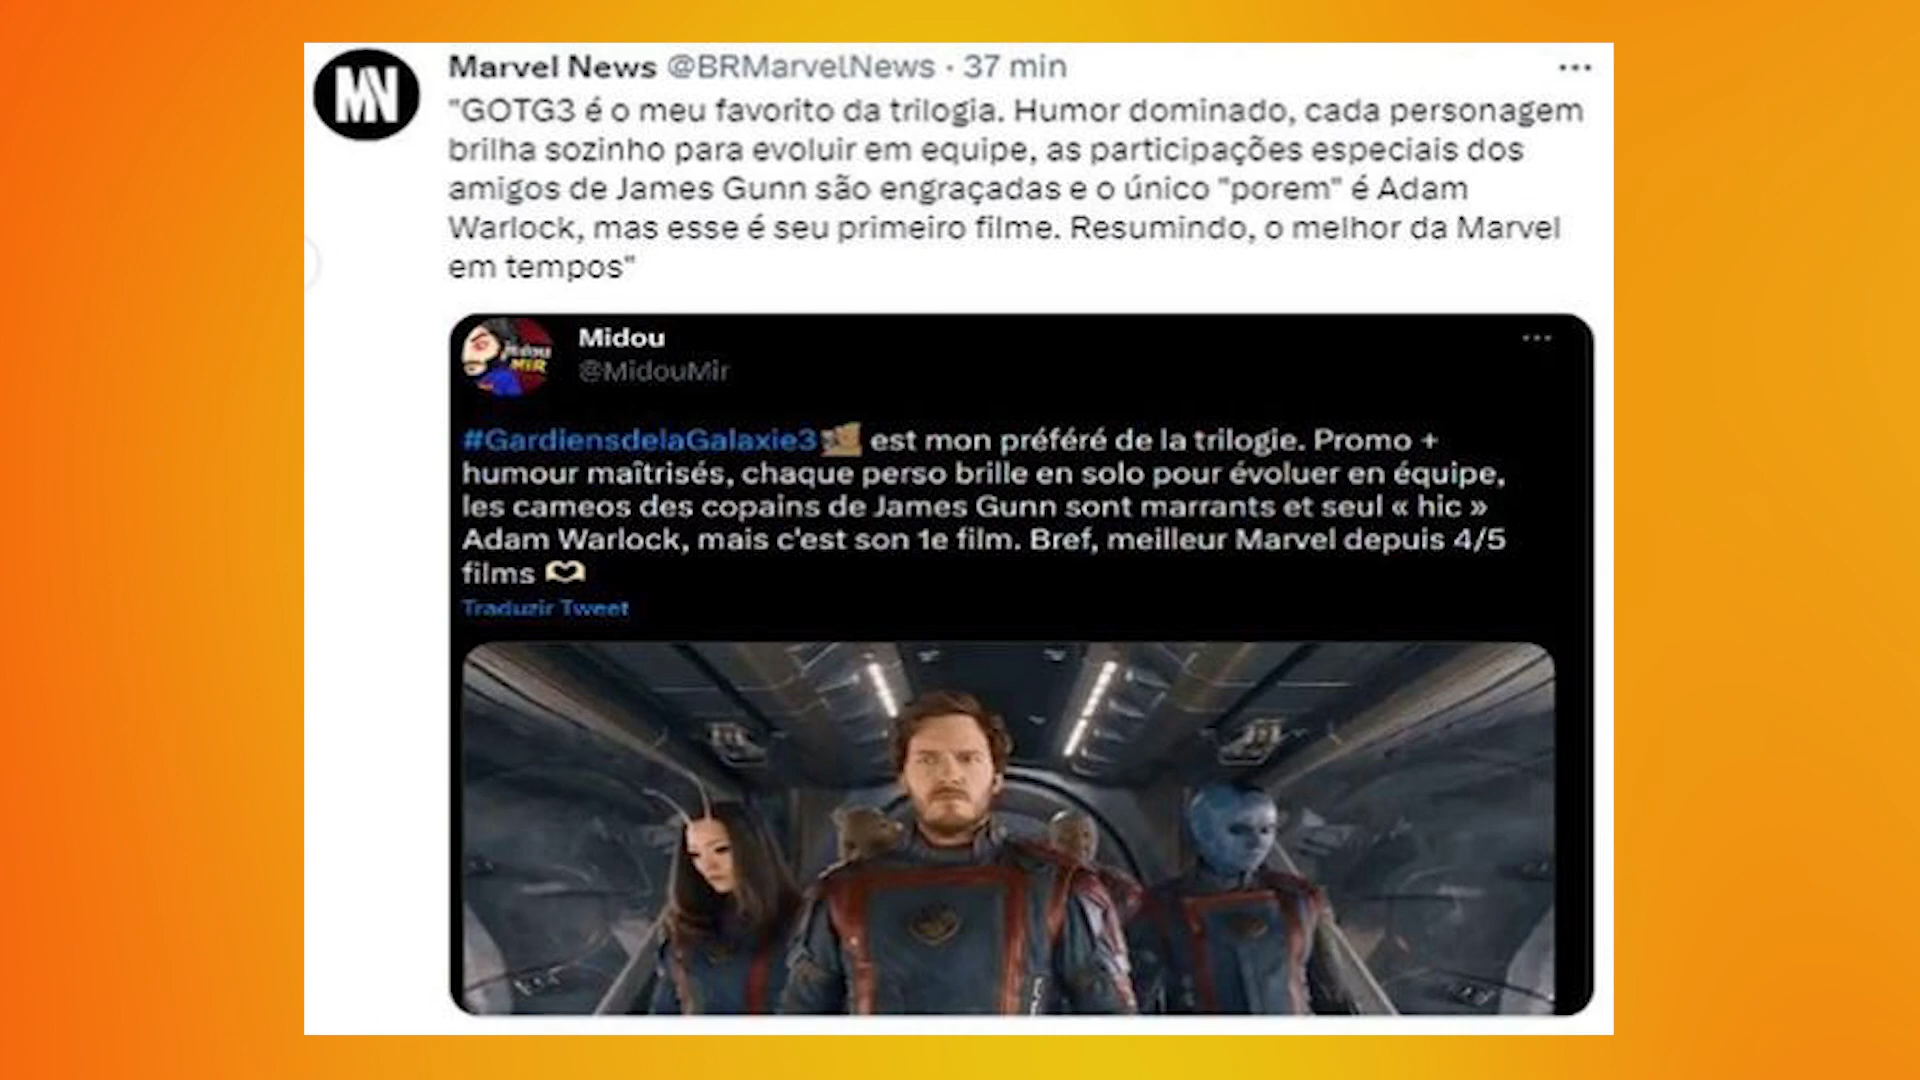 MN
Marvel News @BRMarvelNews · 37 min
"GOTG3 é o meu favorito da trilogia. Humor dominado, cada personagem
brilha sozinho para evoluir em equipe, as participações especiais dos
amigos de James Gunn são engraçadas e o único "porem" é Adam
Warlock, mas esse é seu primeiro filme. Resumindo, o melhor da Marvel
em tempos"
Midou
MiR
Midou
@MidouMir
#GardiensdelaGalaxie3 est mon préféré de la trilogie. Promo +
humour maîtrisés, chaque perso brille en solo pour évoluer en équipe,
les cameos des copains de James Gunn sont marrants et seul « hic »
Adam Warlock, mais c'est son 1e film. Bref, meilleur Marvel depuis 4/5
films
Traduzir Tweet